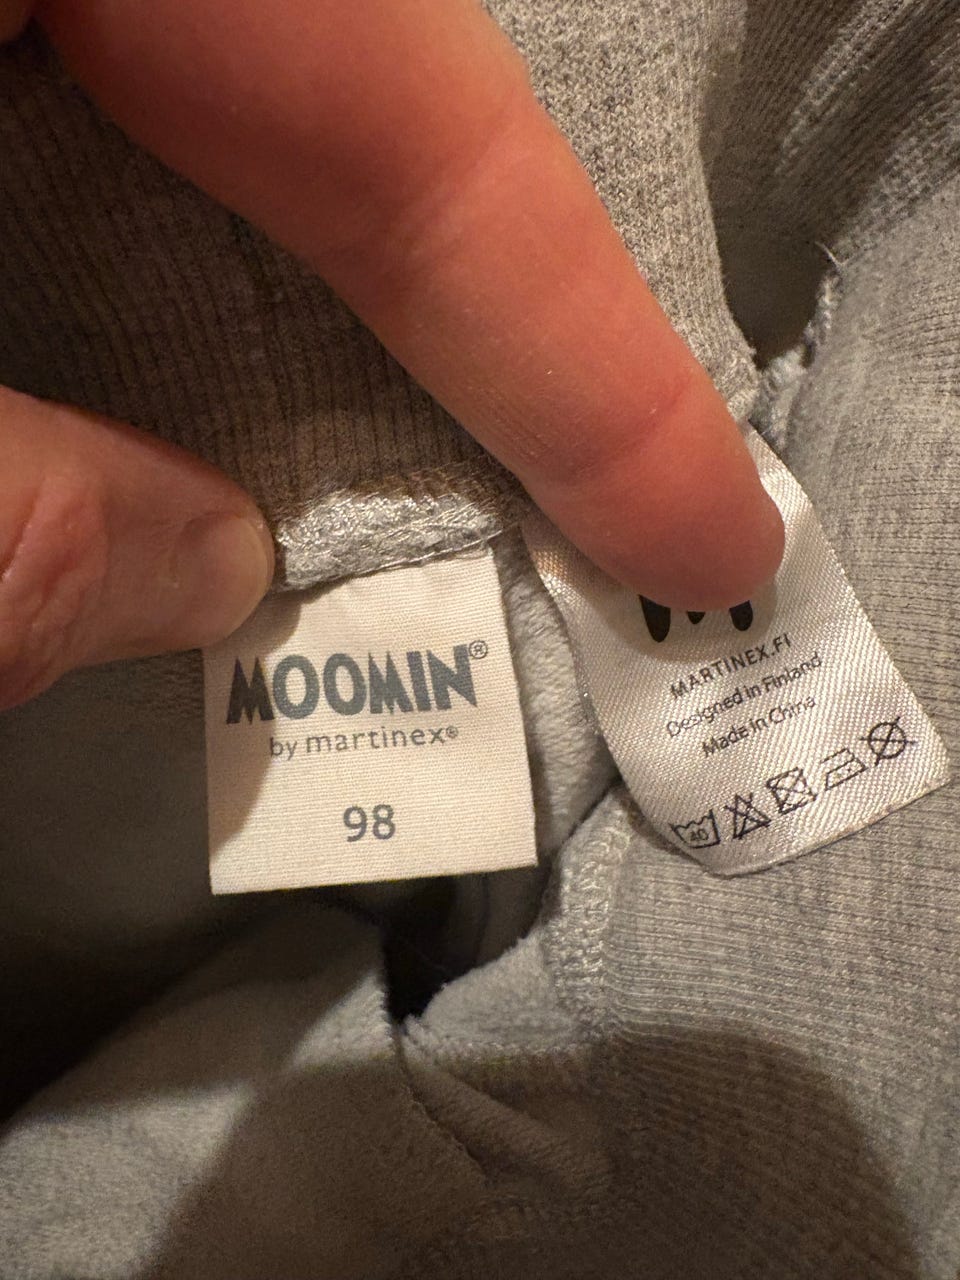 MOOMIN®
by martinex®
98
MARTINEX.FI
Designed in Finland
Made in China
40